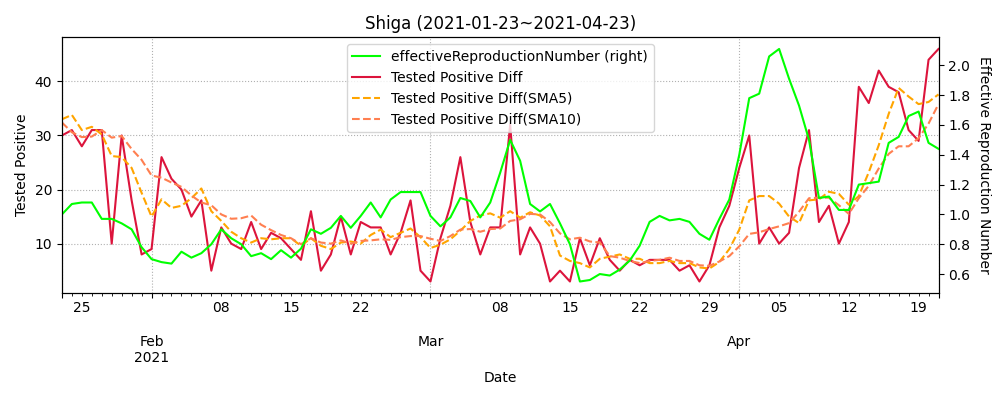 Shiga (2021-01-23~2021-04-23)
effectiveReproductionNumber (right)
Tested Positive Diff
Tested Positive Diff(SMA5)
Tested Positive Diff(SMA10)
Tested Positive
40
30
20
10
2.0
1.8
1.6
1.4
1.2
1.0
0.8
0.6
Effective Reproduction Number
25 08 15 22 08 15 22 29 05 12 19
Feb Mar Apr
2021
Date